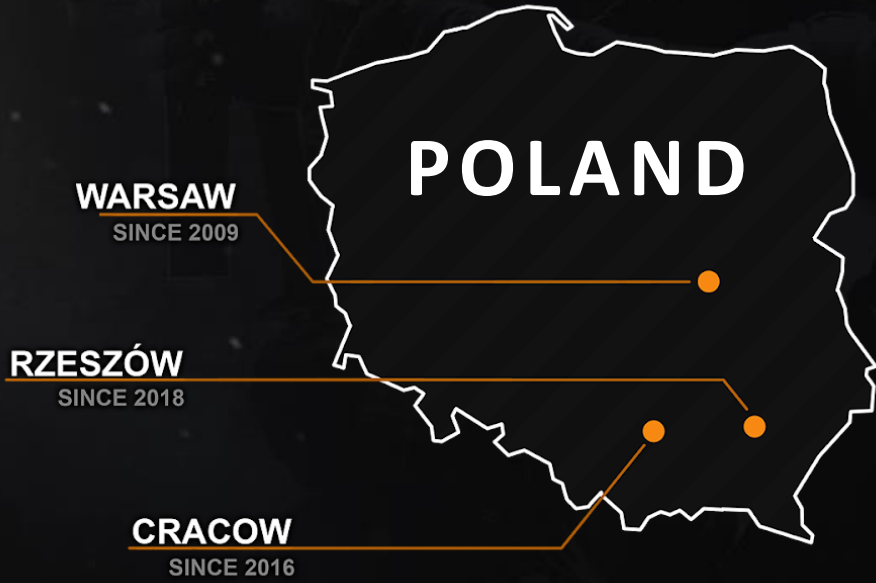 POLAND
WARSAW
SINCE 2009
RZESZÓW
SINCE 2018
CRACOW
SINCE 2016